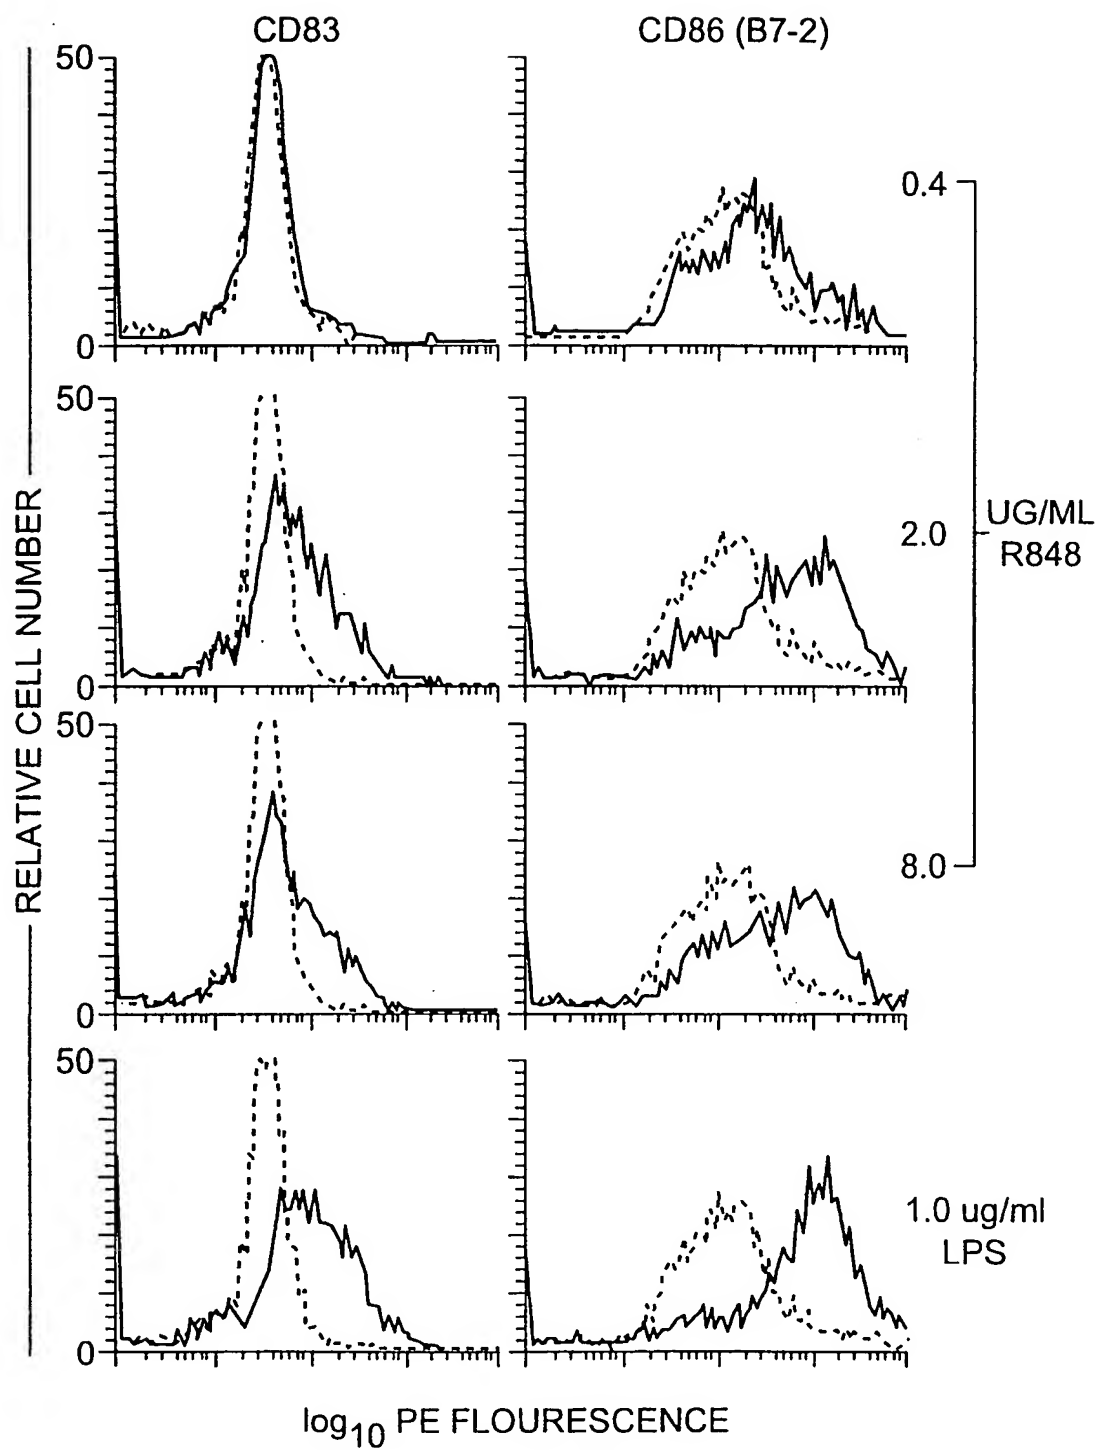 CD83
CD86 (B7-2)
50
0
0.4
50
0
2.0
UG/ML
R848
50
0
8.0
50
0
1.0 ug/ml
LPS
RELATIVE CELL NUMBER
log10 PE FLOURESCENCE